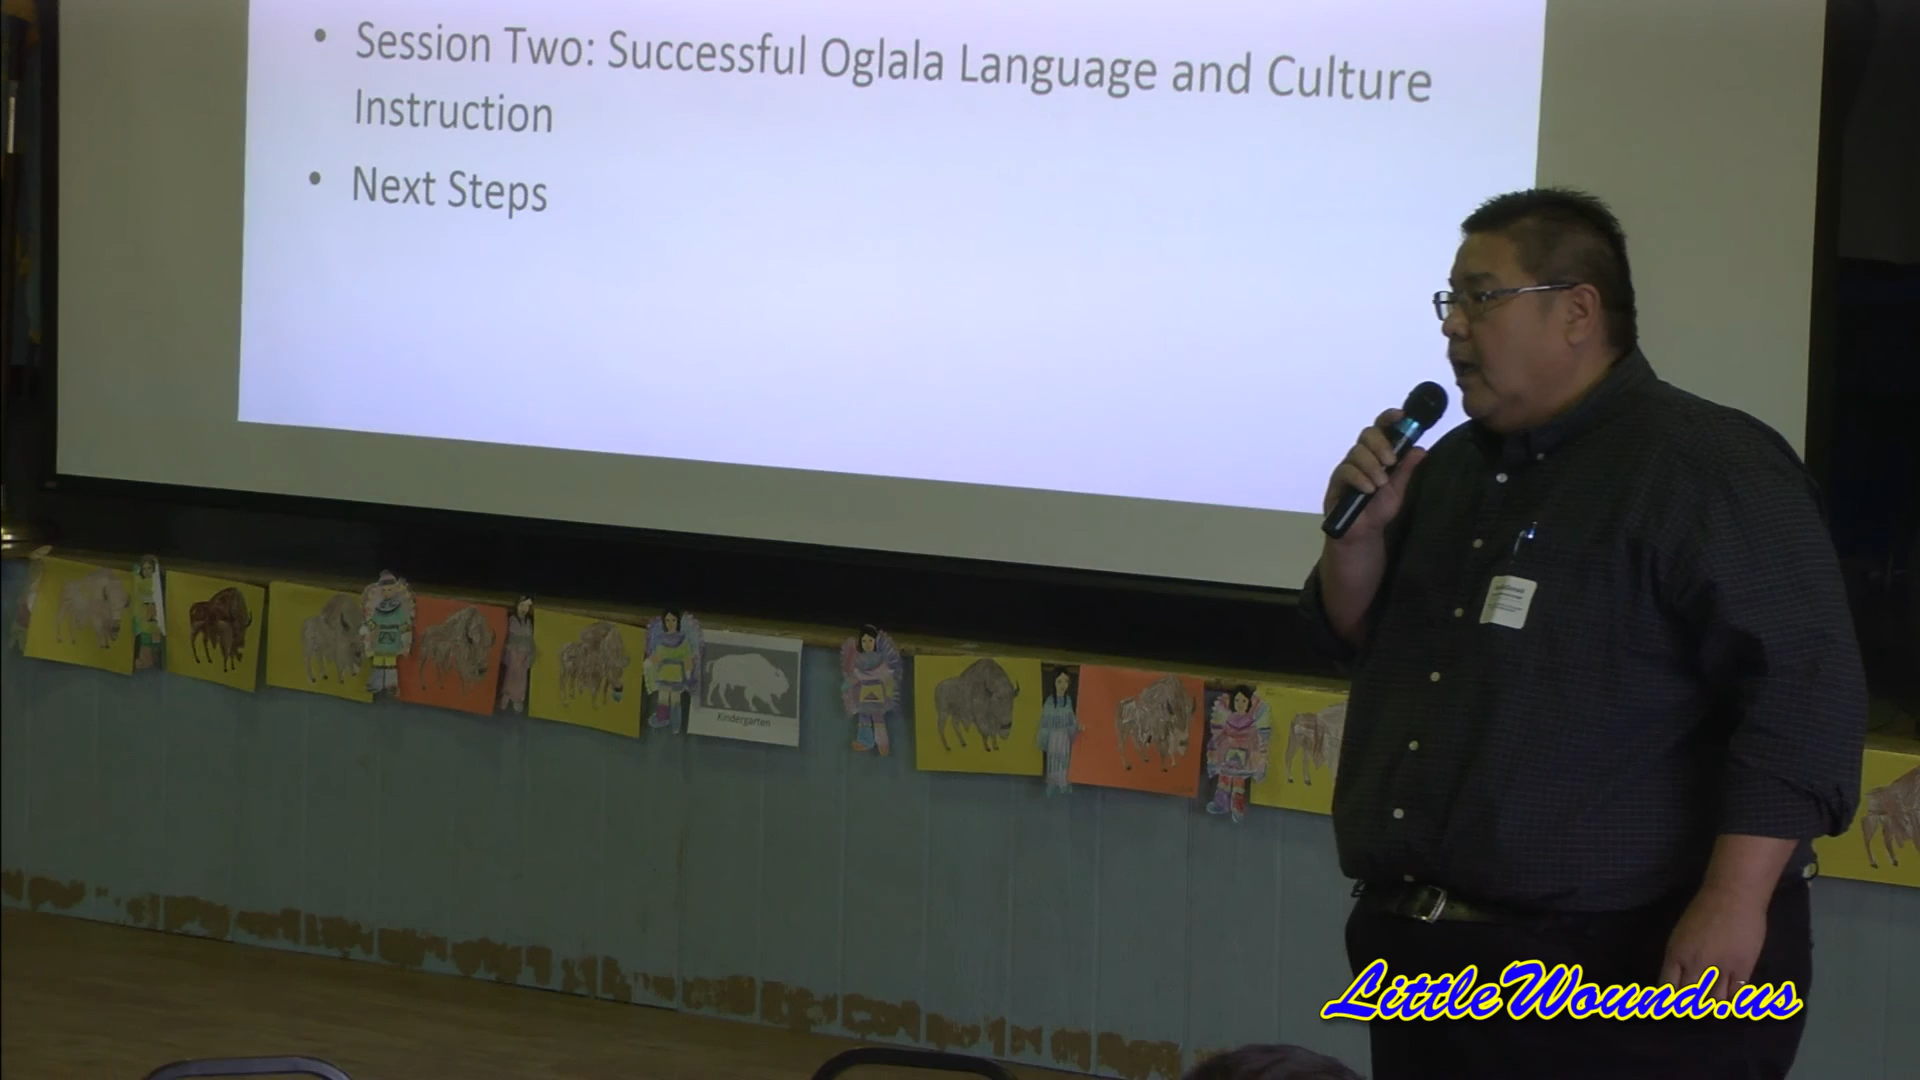 • Session Two: Successful Oglala Language and Culture
Instruction
• Next Steps
Kindergarten
LittleWound.us